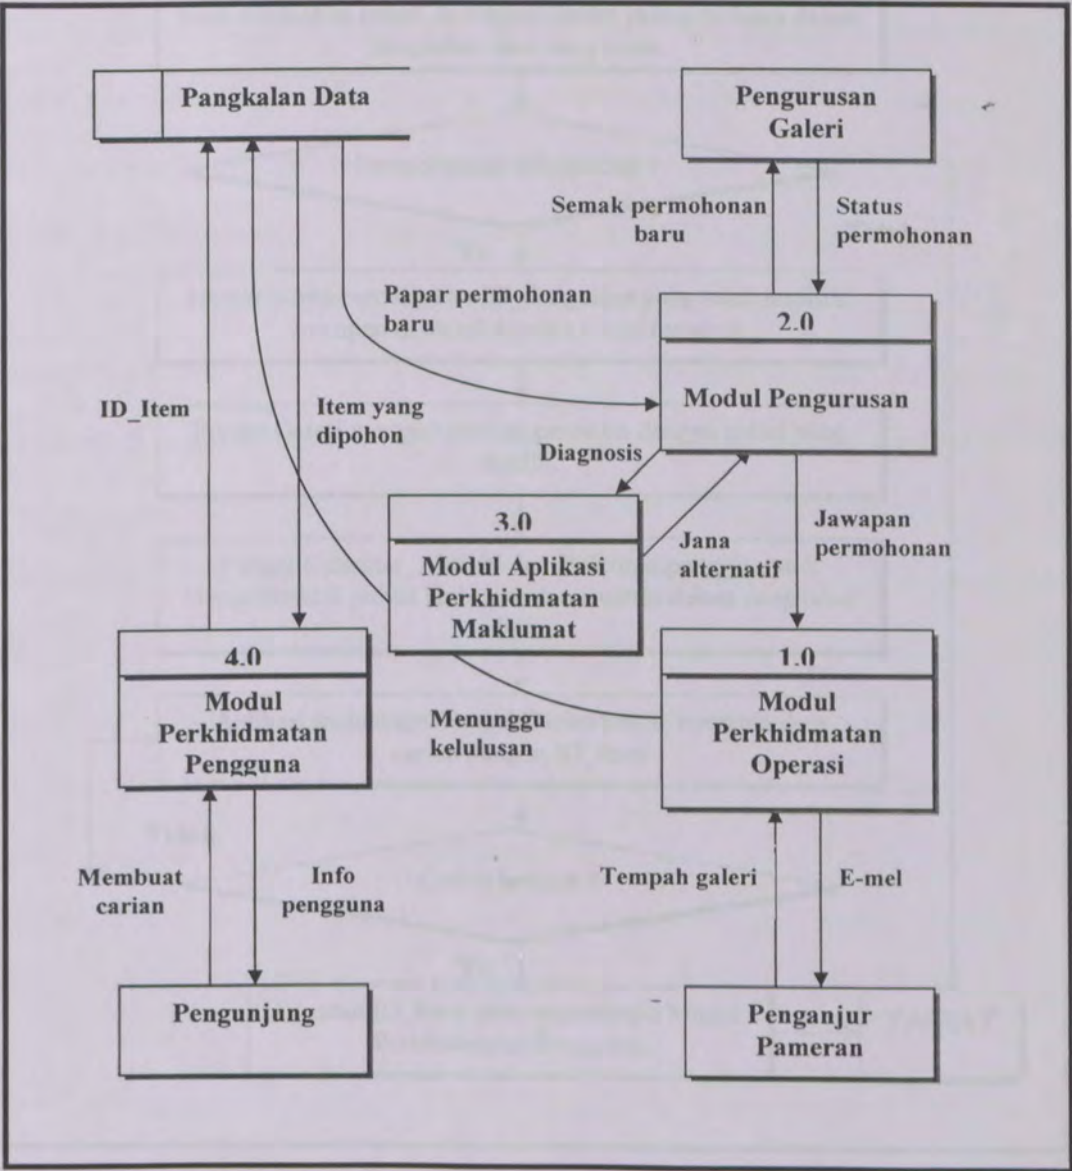 Pangkalan Data
Pengurusan
Galeri
Semak permohonan
baru
Status
permohonan
Papar permohonan
baru
2.0
Modul Pengurusan
ID_Item
Item yang
dipohon
Diagnosis
3.0
Modul Aplikasi
Perkhidmatan
Maklumat
Jana
alternatif
Jawapan
permohonan
4.0
Modul
Perkhidmatan
Pengguna
1.0
Modul
Perkhidmatan
Operasi
Menunggu
kelulusan
Membuat
carian
Info
pengguna
Tempah galeri
E-mel
Pengunjung
Penganjur
Pameran